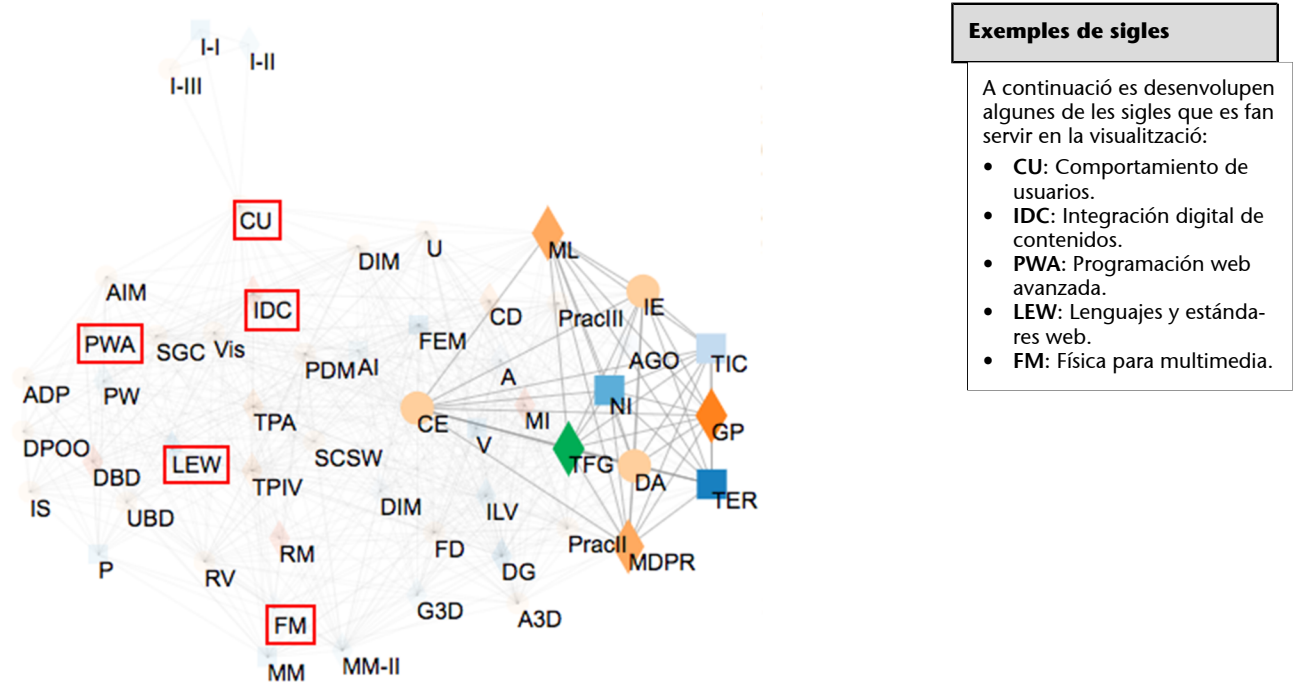 I-I
I-II
I-III
CU
U
DIM
ML
AIM
IDC
CD
PracIII
IE
PWA
SGC
Vis
FEM
PDM
AI
AGO
TIC
ADP
PW
A
NI
TPA
CE
MI
GP
DPOO
V
SCSW
TFG
DBD
LEW
TPIV
DA
IS
UBD
DIM
ILV
TER
RM
FD
PracII
MDPR
P
RV
DG
G3D
A3D
FM
MM
MM-II
Exemples de sigles
A continuació es desenvolupen
algunes de les sigles que es fan
servir en la visualització:
• CU: Comportamiento de
usuarios.
• IDC: Integración digital de
contenidos.
• PWA: Programación web
avanzada.
• LEW: Lenguajes y estánda-
res web.
• FM: Física para multimedia.